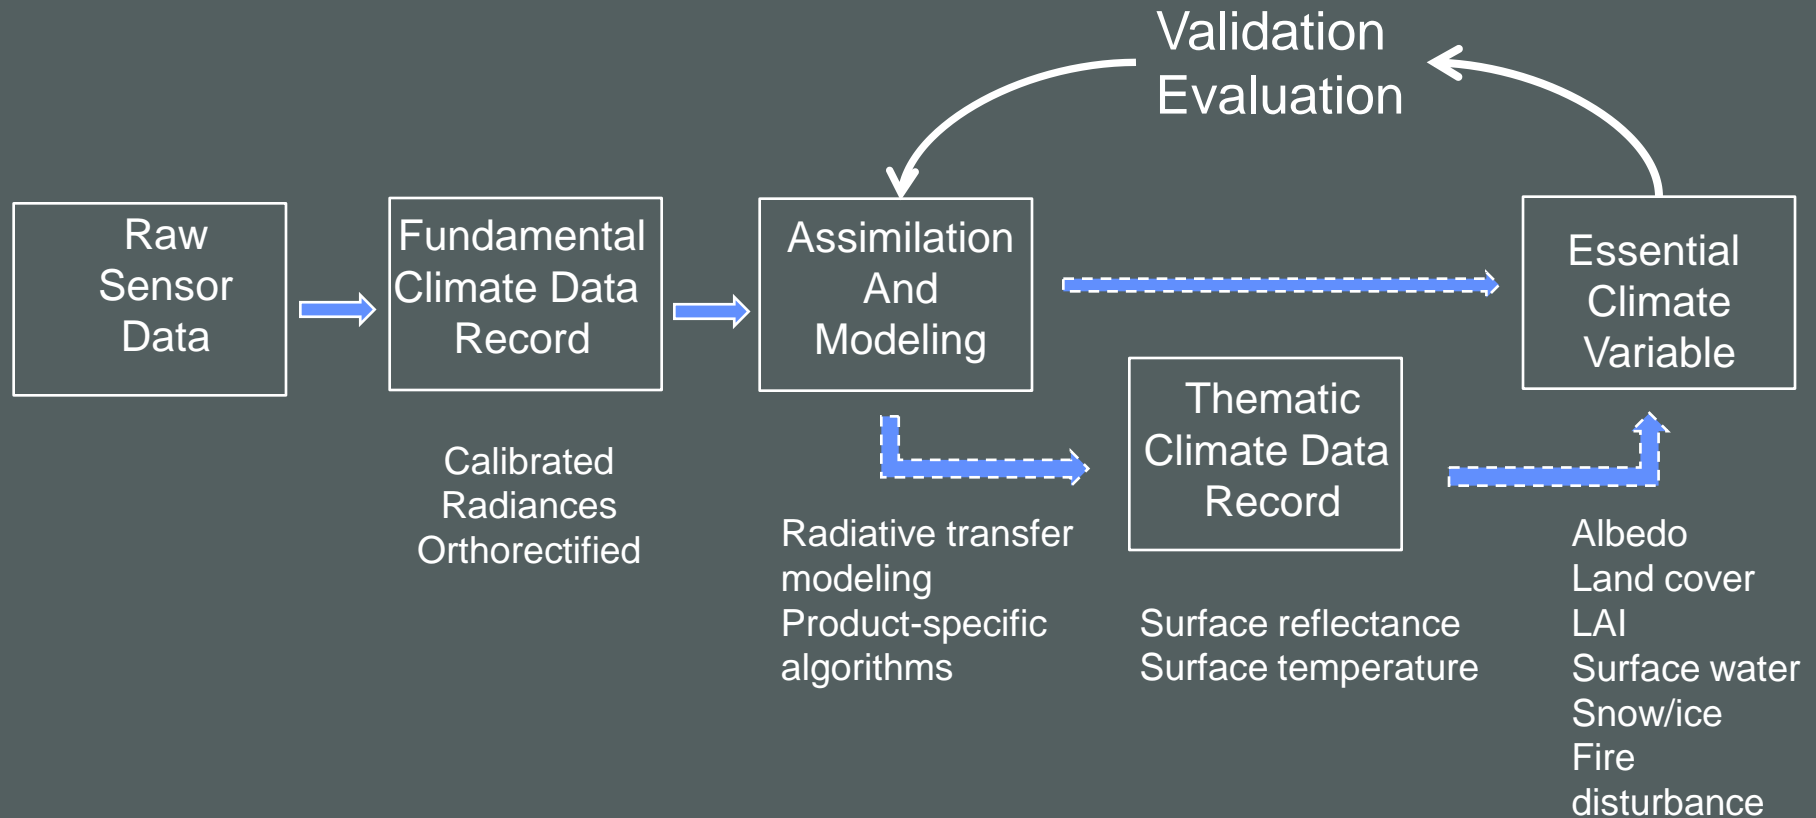 Validation
Evaluation
Raw
Sensor
Data
Fundamental
Climate Data
Record
Assimilation
And
Modeling
Essential
Climate
Variable
Thematic
Climate Data
Record
Calibrated
Radiances
Orthorectified
Radiative transfer
modeling
Product-specific
algorithms
Surface reflectance
Surface temperature
Albedo
Land cover
LAI
Surface water
Snow/ice
Fire
disturbance